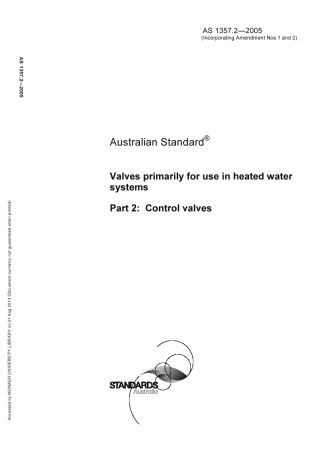 AS 1357.2—2005
(Incorporating Amendment Nos 1 and 2)
AS 1357.2—2005
Australian Standard®
Valves primarily for use in heated water
systems
Part 2: Control valves
Accessed by MONASH UNIVERSITY LIBRARY on 21 Aug 2013 (Document currency not guaranteed when printed)
STANDARDS
Australia